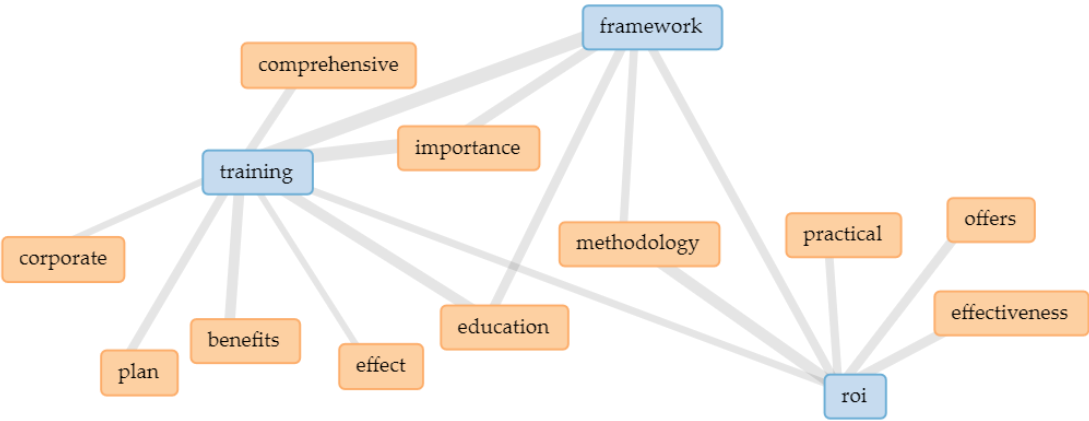 framework
comprehensive
importance
training
offers
practical
methodology
corporate
effectiveness
education
benefits
effect
plan
roi